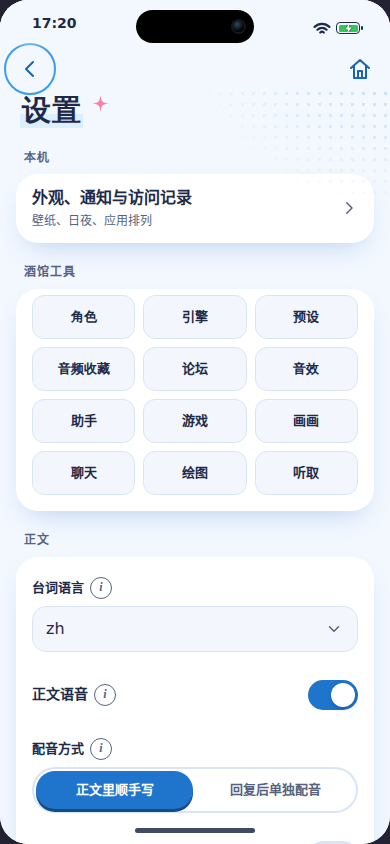 17:20
设置
本机
外观、通知与访问记录
壁纸、日夜、应用排列
酒馆工具
角色 引擎 预设
音频收藏 论坛 音效
助手 游戏 画画
聊天 绘图 听取
正文
台词语言 i
zh
正文语音 i
配音方式 i
正文里顺手写 回复后单独配音